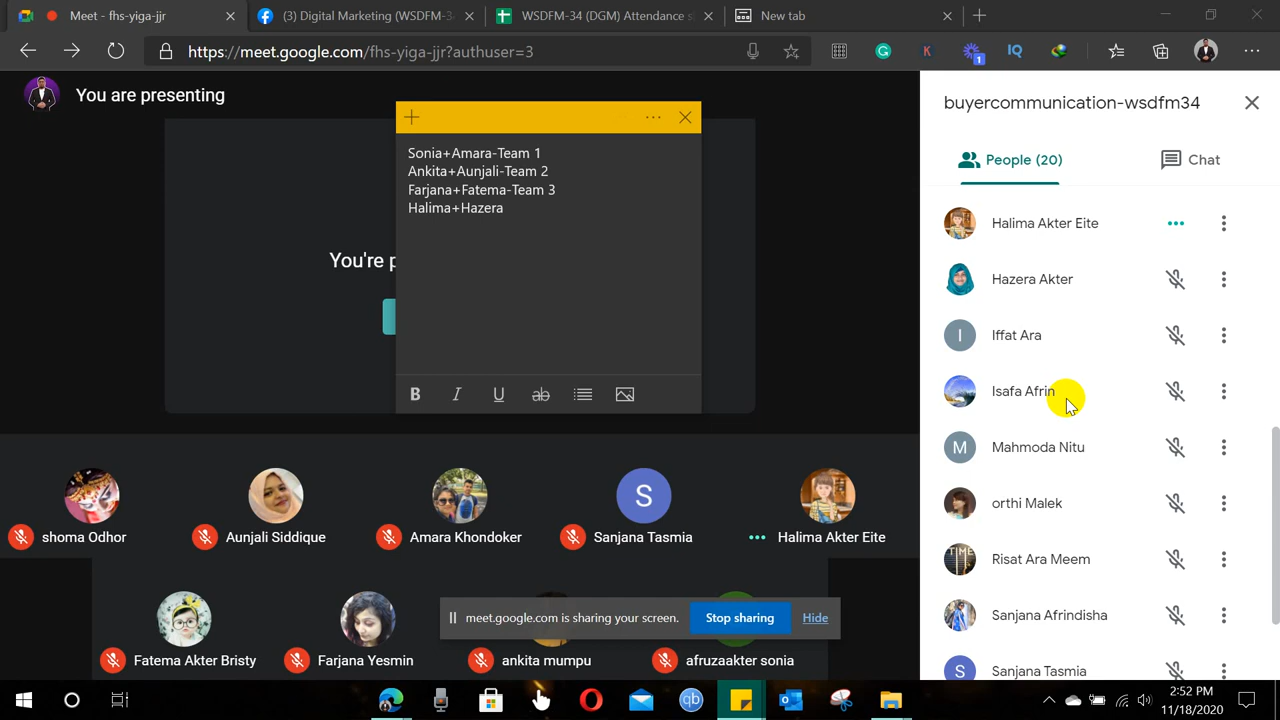 Meet - fhs-yiga-jjr
(3) Digital Marketing (WSDFM-34)
WSDFM-34 (DGM) Attendance s
New tab
https://meet.google.com/fhs-yiga-jjr?authuser=3
1
You are presenting
Sonia+Amara-Team 1
Ankita+Aunjali-Team 2
Farjana+Fatema-Team 3
Halima+Hazera
You're p
B I U ab
buyercommunication-wsdfm34
People (20)
Chat
Halima Akter Eite
Hazera Akter
I Iffat Ara
Isafa Afrin
M Mahmoda Nitu
orthi Malek
TIME
Risat Ara Meem
Sanjana Afrindisha
S Sanjana Tasmia
S
shoma Odhor
Aunjali Siddique
Amara Khondoker
Sanjana Tasmia
Halima Akter Eite
meet.google.com is sharing your screen.
Stop sharing
Hide
Fatema Akter Bristy
Farjana Yesmin
ankita mumpu
afruzaakter sonia
qb
2:52 PM
11/18/2020